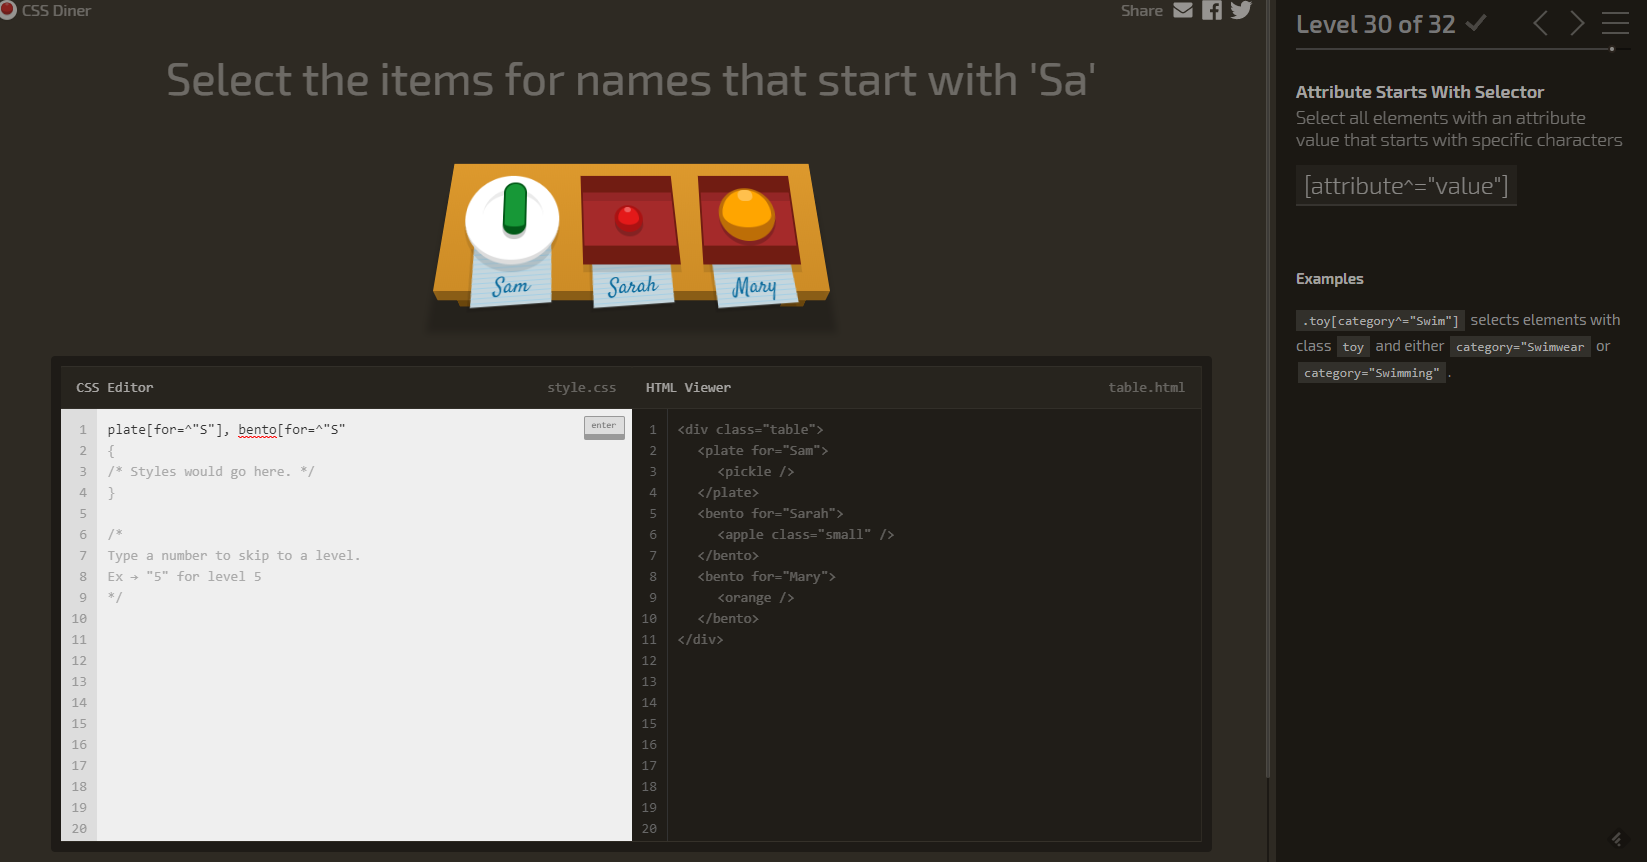 CSS Diner
Share
Select the items for names that start with 'Sa'
Sam
Sarah
Mary
CSS Editor
style.css
1 plate[for=^"S"], bento[for=^"S"
enter
2 {
3 /* Styles would go here. */
4 }
5
6 /*
7 Type a number to skip to a level.
8 Ex → "5" for level 5
9 */
10
11
12
13
14
15
16
17
18
19
20
HTML Viewer
table.html
1 <div class="table">
2 <plate for="Sam">
3 <pickle />
4 </plate>
5 <bento for="Sarah">
6 <apple class="small" />
7 </bento>
8 <bento for="Mary">
9 <orange />
10 </bento>
11 </div>
12
13
14
15
16
17
18
19
20
Level 30 of 32
Attribute Starts With Selector
Select all elements with an attribute
value that starts with specific characters
[attribute^="value"]
Examples
.toy[category^="Swim"] selects elements with
class toy and either category="Swimwear or
category="Swimming" .